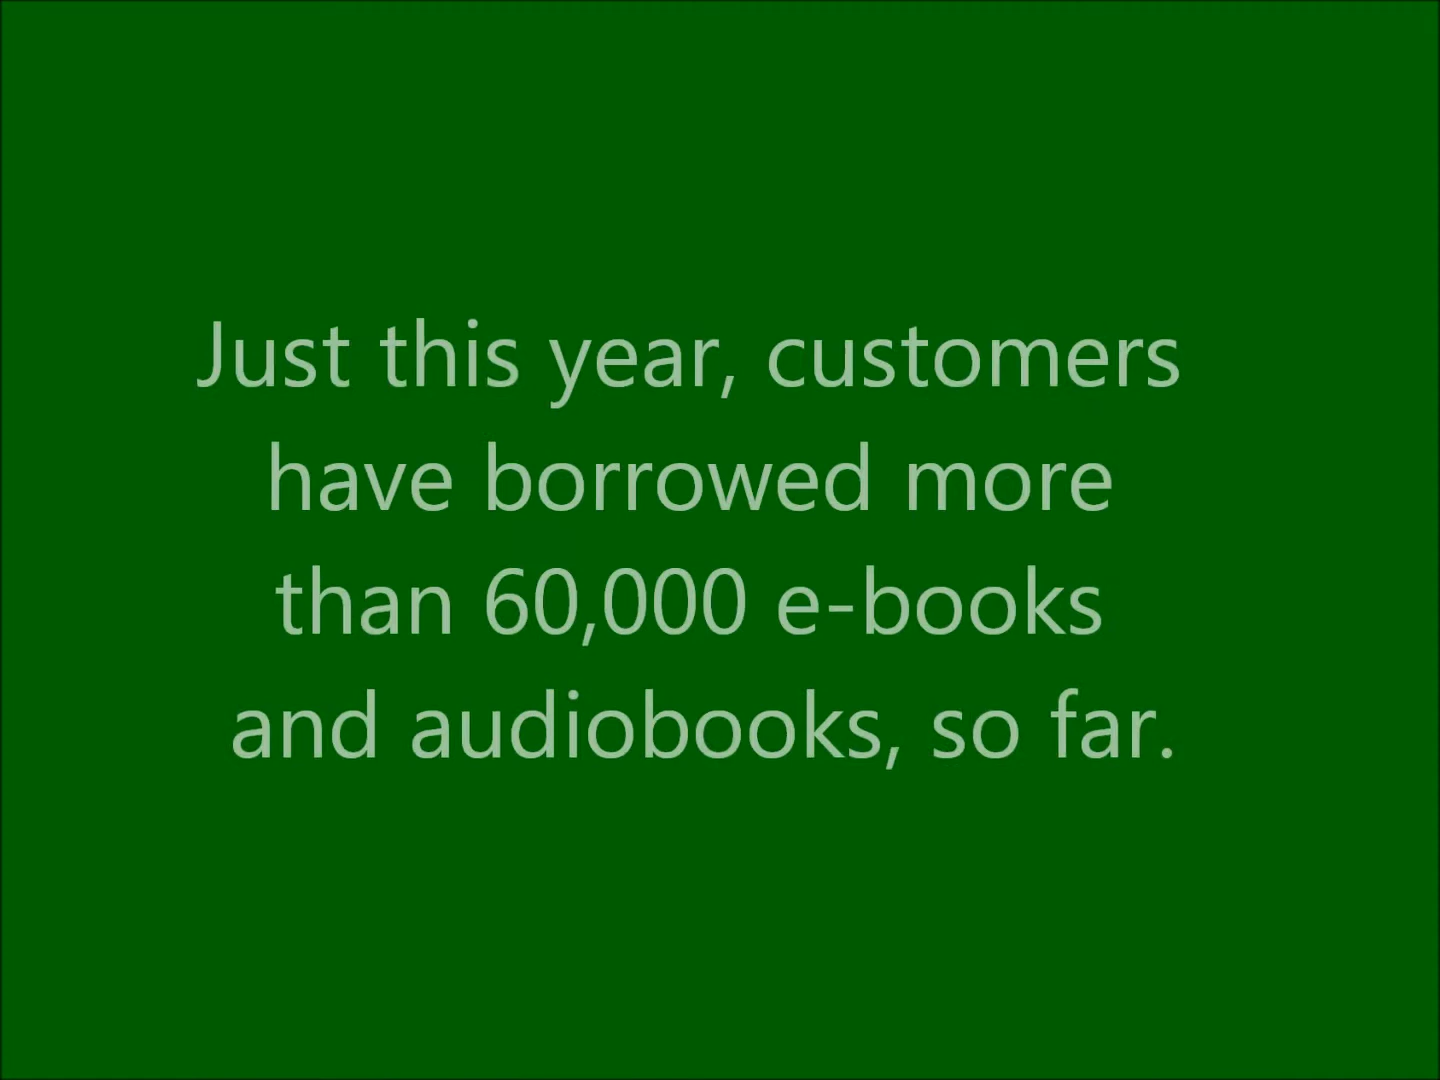 Just this year, customers
have borrowed more
than 60,000 e-books
and audiobooks, so far.